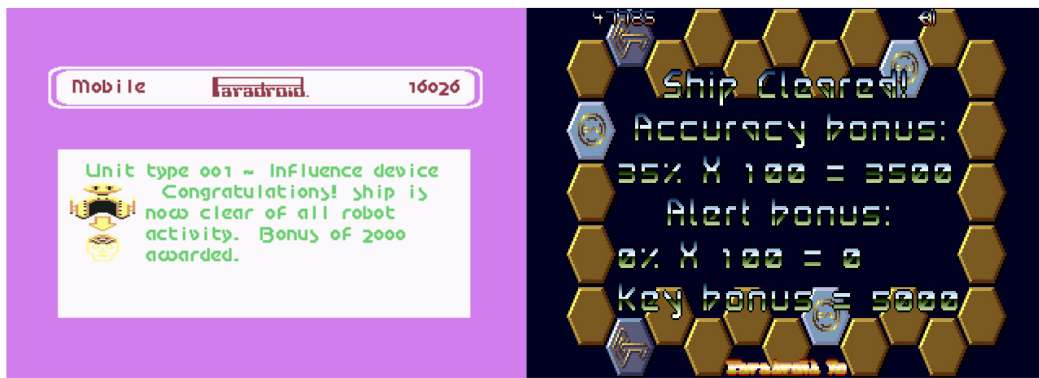 Mobile Paradroid. 16026
Unit type 001 ~ Influence device
Congratulations! Ship is
now clear of all robot
activity. Bonus of 2000
awarded.
Ship Cleared!
Accuracy bonus:
35% X 100 = 3500
Alert bonus:
0% X 100 = 0
Key bonus = 5000